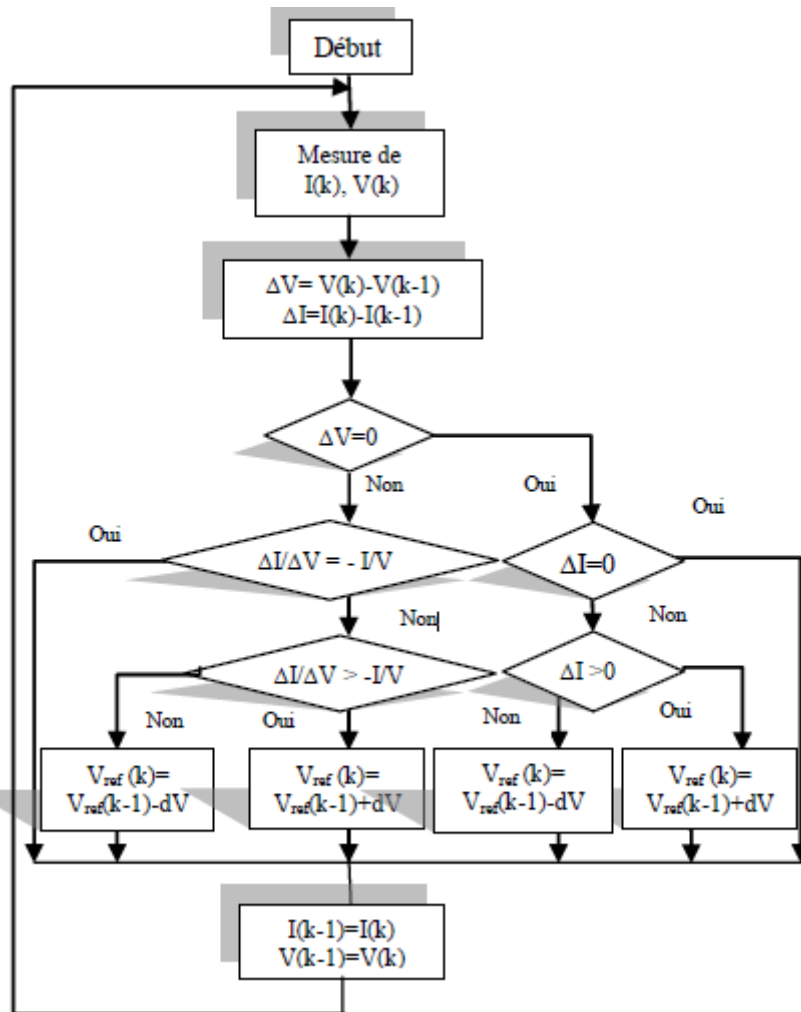 Début
Mesure de
I(k), V(k)
ΔV= V(k)-V(k-1)
ΔI=I(k)-I(k-1)
ΔV=0
Non
Oui
Oui
Oui
ΔI/ΔV = - I/V
ΔI=0
Non
Non
ΔI/ΔV > -I/V
ΔI >0
Non
Oui
Non
Oui
Vref (k)=
Vref(k-1)-dV
Vref (k)=
Vref(k-1)+dV
Vref (k)=
Vref(k-1)-dV
Vref (k)=
Vref(k-1)+dV
I(k-1)=I(k)
V(k-1)=V(k)